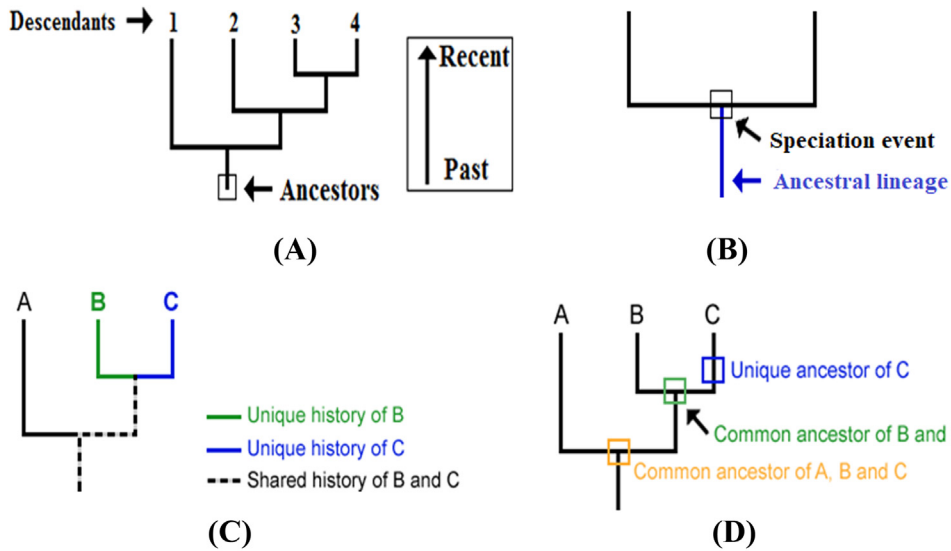 Descendants 1 2 3 4
Recent
Past
Ancestors
(A)
Speciation event
Ancestral lineage
(B)
A B C
Unique history of B
Unique history of C
Shared history of B and C
(C)
A B C
Unique ancestor of C
Common ancestor of B and
Common ancestor of A, B and C
(D)